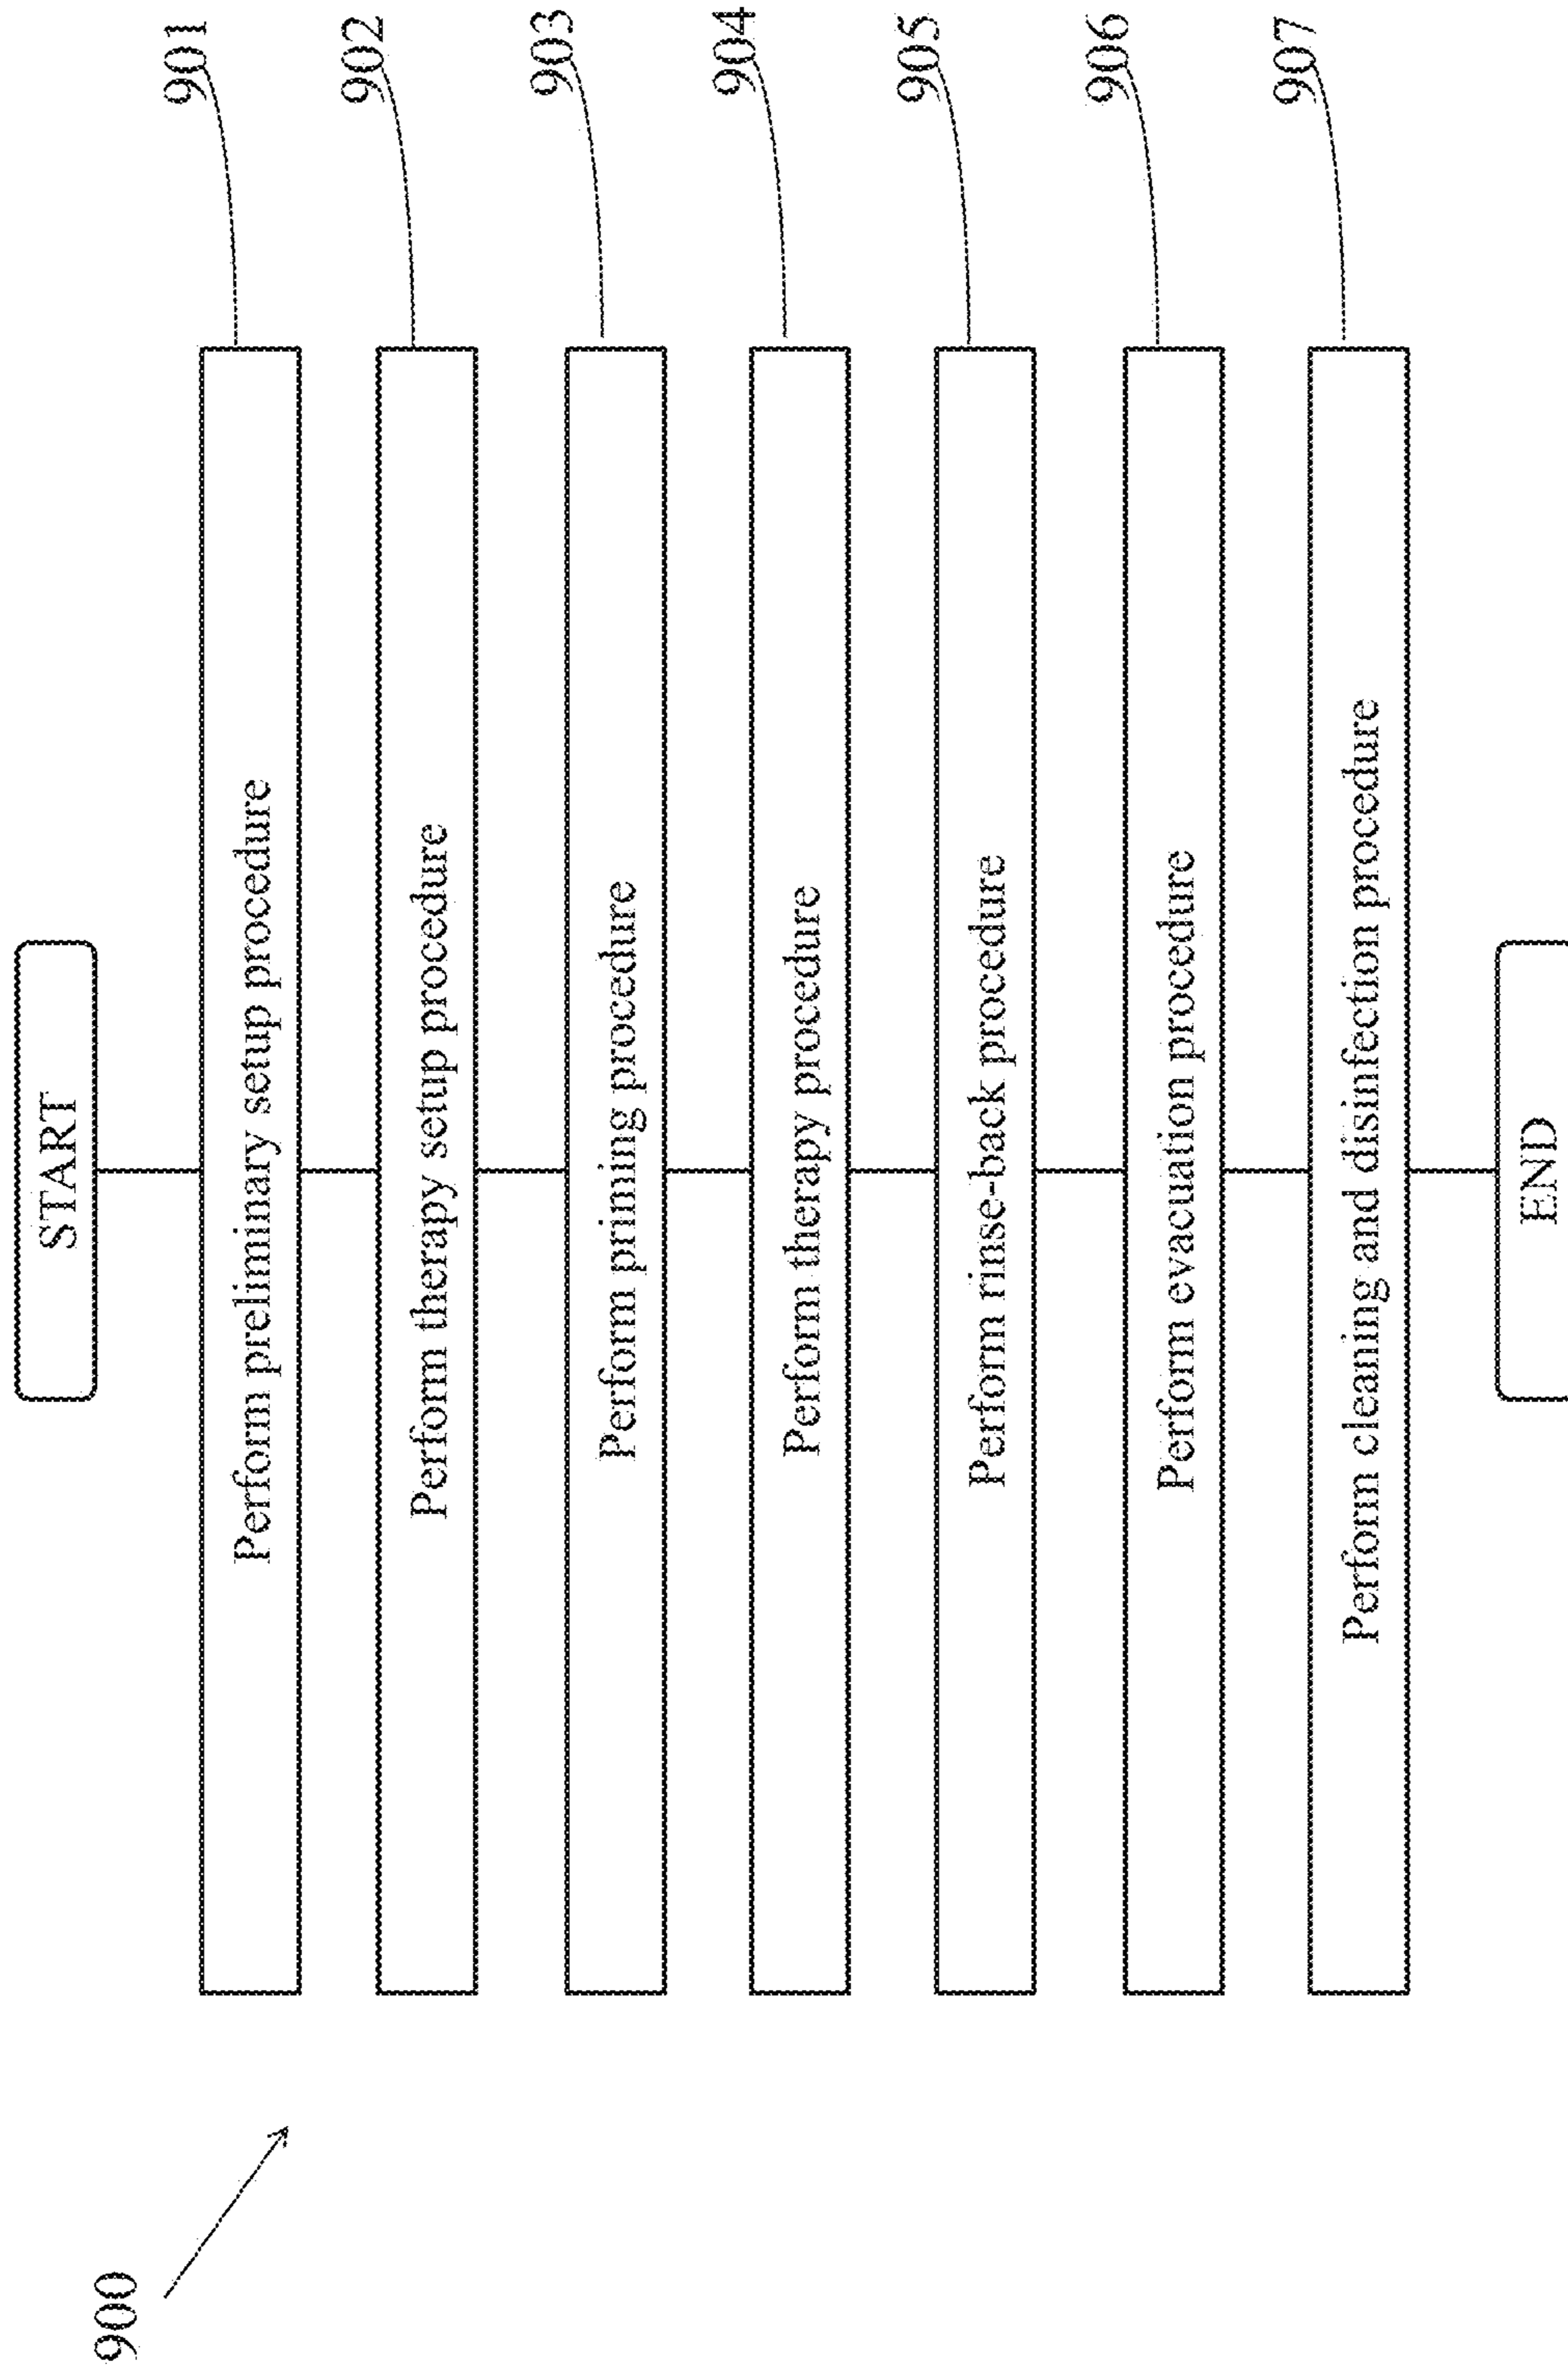 900
START
Perform preliminary setup procedure
901
Perform therapy setup procedure
902
Perform priming procedure
903
Perform therapy procedure
904
Perform rinse-back procedure
905
Perform evacuation procedure
906
Perform cleaning and disinfection procedure
907
END